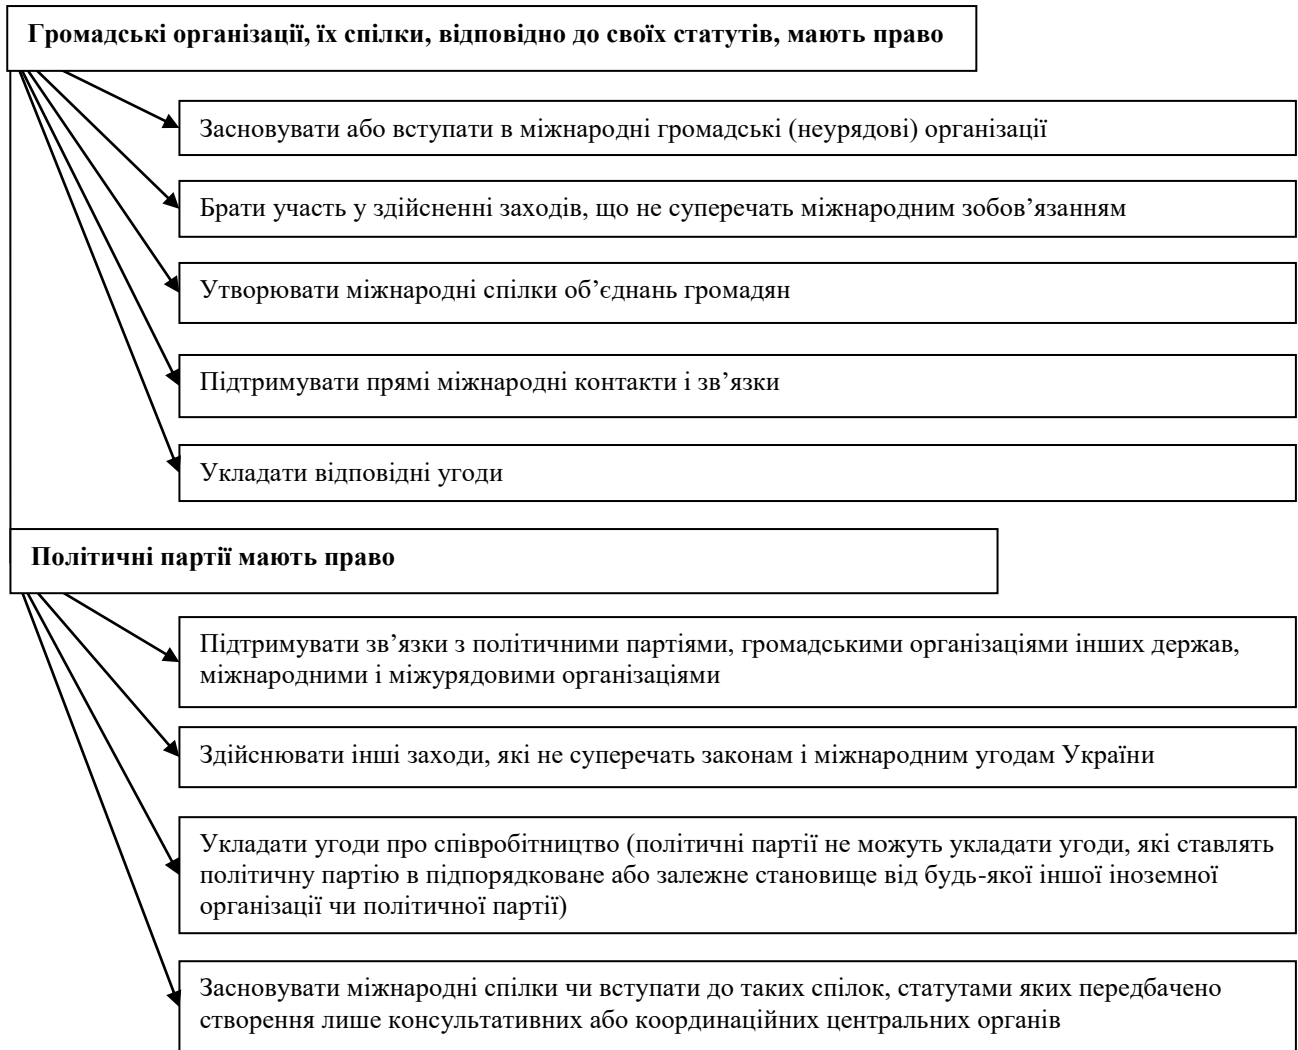 Громадські організації, їх спілки, відповідно до своїх статутів, мають право
Засновувати або вступати в міжнародні громадські (неурядові) організації
Брати участь у здійсненні заходів, що не суперечать міжнародним зобов’язанням
Утворювати міжнародні спілки об’єднань громадян
Підтримувати прямі міжнародні контакти і зв’язки
Укладати відповідні угоди
Політичні партії мають право
Підтримувати зв’язки з політичними партіями, громадськими організаціями інших держав,
міжнародними і міжурядовими організаціями
Здійснювати інші заходи, які не суперечать законам і міжнародним угодам України
Укладати угоди про співробітництво (політичні партії не можуть укладати угоди, які ставлять
політичну партію в підпорядковане або залежне становище від будь-якої іншої іноземної
організації чи політичної партії)
Засновувати міжнародні спілки чи вступати до таких спілок, статутами яких передбачено
створення лише консультативних або координаційних центральних органів